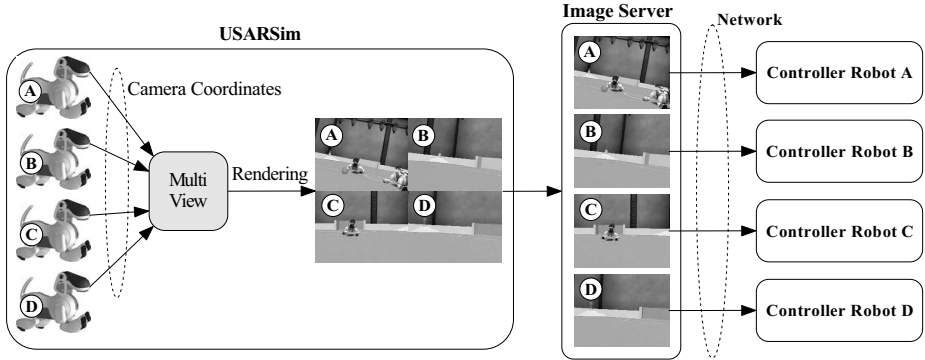 USARSim
Image Server
Network
A
B
C
D
Camera Coordinates
Multi
View
Rendering
A
B
C
D
A
B
C
D
Controller Robot A
Controller Robot B
Controller Robot C
Controller Robot D